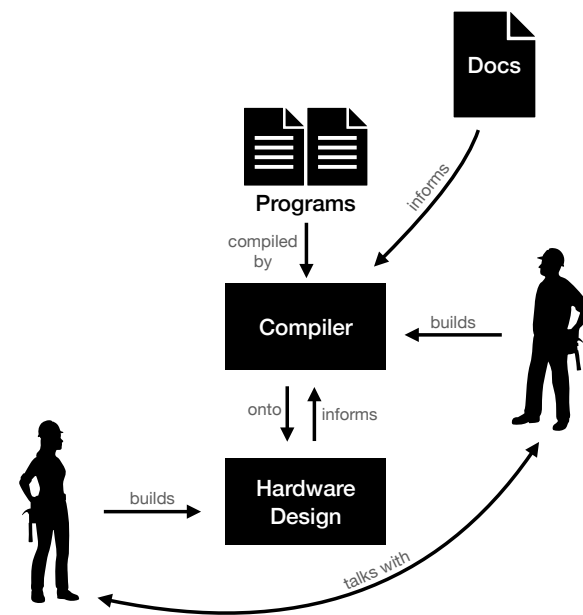 Docs
informs
Programs
compiled
by
Compiler
builds
onto
informs
Hardware
Design
builds
talks with